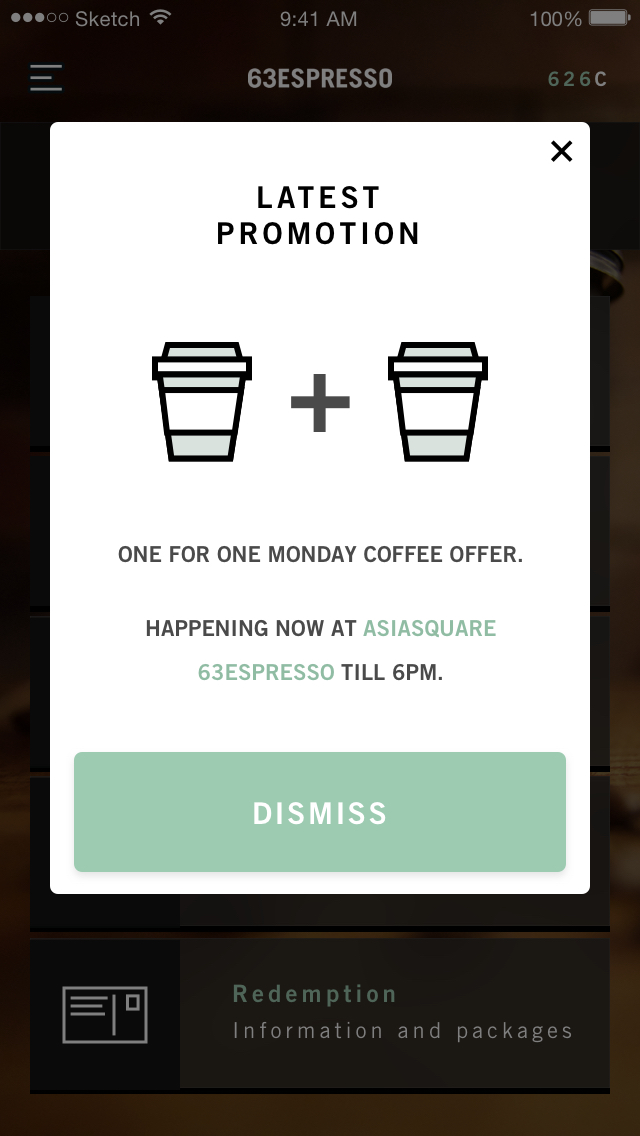 Sketch 9:41 AM 100%
63ESPRESSO 626C
LATEST
PROMOTION
ONE FOR ONE MONDAY COFFEE OFFER.
HAPPENING NOW AT ASIASQUARE
63ESPRESSO TILL 6PM.
DISMISS
Redemption
Information and packages